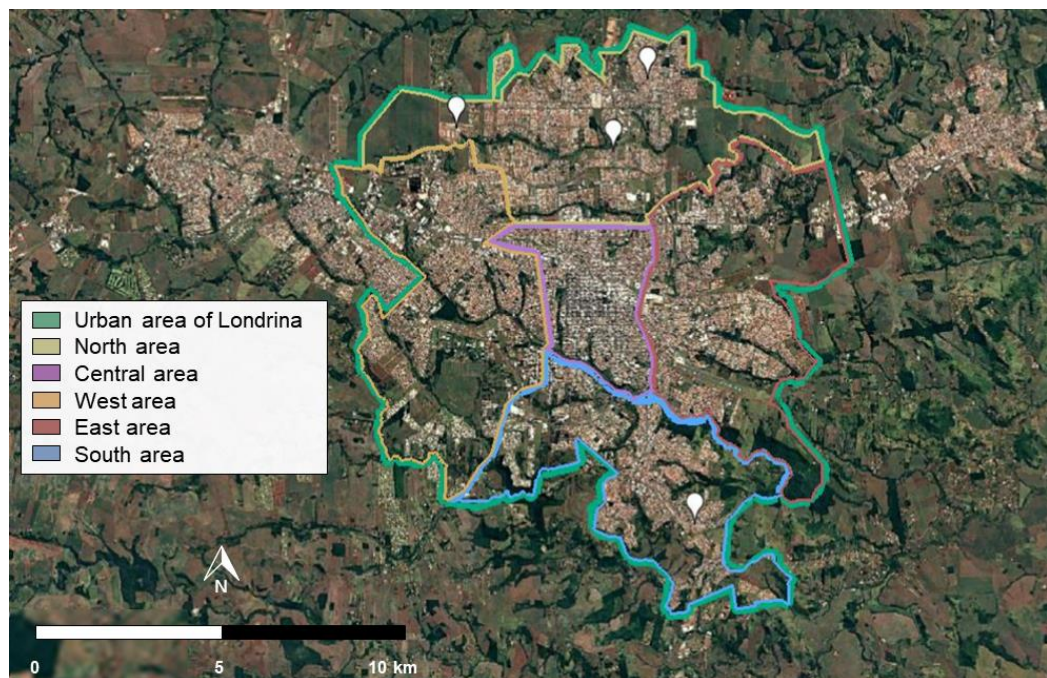 Urban area of Londrina
North area
Central area
West area
East area
South area
N
0 5 10 km